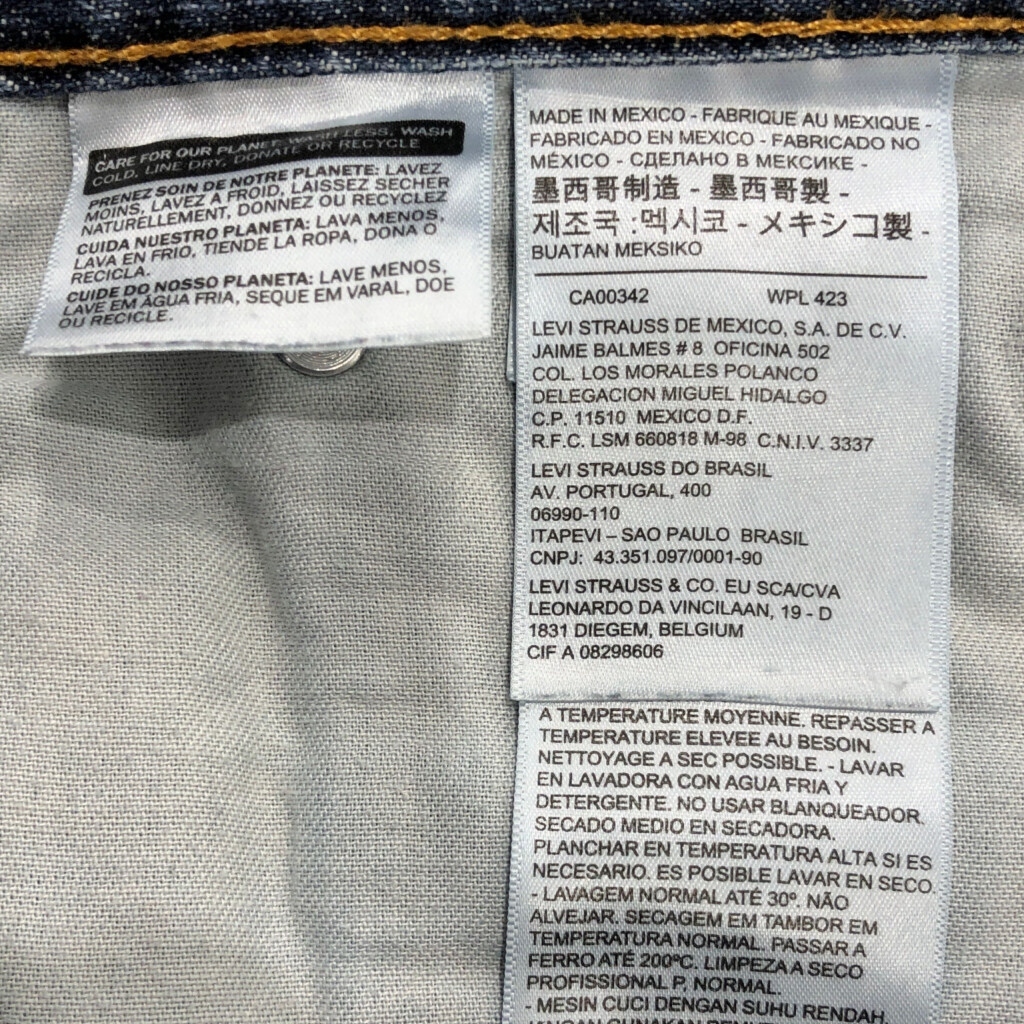 CARE FOR OUR PLANET: WASH LESS, WASH
COLD, LINE DRY, DONATE OR RECYCLE
PRENEZ SOIN DE NOTRE PLANETE: LAVEZ
MOINS, LAVEZ A FROID, LAISSEZ SECHER
NATURELLEMENT, DONNEZ OU RECYCLEZ
CUIDA NUESTRO PLANETA: LAVA MENOS,
LAVA EN FRIO, TIENDE LA ROPA, DONA O
RECICLA.
CUIDE DO NOSSO PLANETA: LAVE MENOS,
LAVE EM ÁGUA FRIA, SEQUE EM VARAL, DOE
OU RECICLE.
MADE IN MEXICO - FABRIQUE AU MEXIQUE -
FABRICADO EN MEXICO - FABRICADO NO
MÉXICO - СДЕЛАНО В МЕКСИКЕ -
墨西哥制造 - 墨西哥製 -
제조국 :멕시코 - メキシコ製 -
BUATAN MEKSIKO
CA00342 WPL 423
LEVI STRAUSS DE MEXICO, S.A. DE C.V.
JAIME BALMES # 8 OFICINA 502
COL. LOS MORALES POLANCO
DELEGACION MIGUEL HIDALGO
C.P. 11510 MEXICO D.F.
R.F.C. LSM 660818 M-98 C.N.I.V. 3337
LEVI STRAUSS DO BRASIL
AV. PORTUGAL, 400
06990-110
ITAPEVI – SAO PAULO BRASIL
CNPJ: 43.351.097/0001-90
LEVI STRAUSS & CO. EU SCA/CVA
LEONARDO DA VINCILAAN, 19 - D
1831 DIEGEM, BELGIUM
CIF A 08298606
A TEMPERATURE MOYENNE. REPASSER A
TEMPERATURE ELEVEE AU BESOIN.
NETTOYAGE A SEC POSSIBLE. - LAVAR
EN LAVADORA CON AGUA FRIA Y
DETERGENTE. NO USAR BLANQUEADOR.
SECADO MEDIO EN SECADORA.
PLANCHAR EN TEMPERATURA ALTA SI ES
NECESARIO. ES POSIBLE LAVAR EN SECO.
- LAVAGEM NORMAL ATÉ 30º. NÃO
ALVEJAR. SECAGEM EM TAMBOR EM
TEMPERATURA NORMAL. PASSAR A
FERRO ATÉ 200ºC. LIMPEZA A SECO
PROFISSIONAL P, NORMAL.
- MESIN CUCI DENGAN SUHU RENDAH,